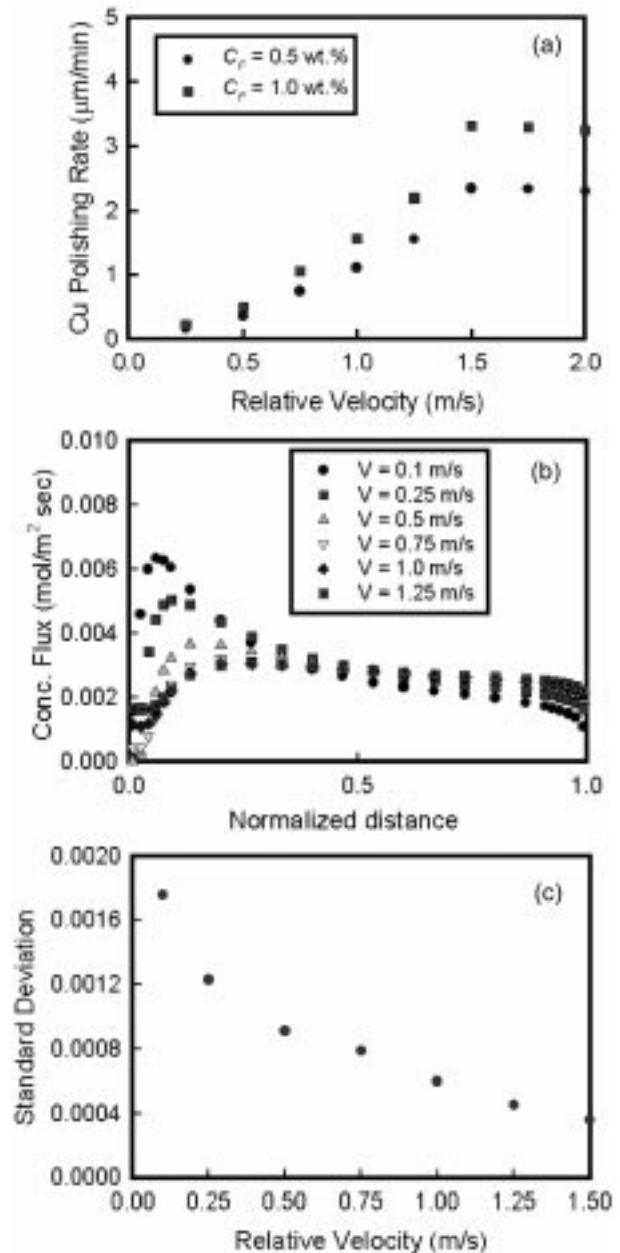 (a)
C_r = 0.5 wt.%
C_r = 1.0 wt.%
Cu Polishing Rate (μm/min)
5
4
3
2
1
0
0.0 0.5 1.0 1.5 2.0
Relative Velocity (m/s)
(b)
V = 0.1 m/s
V = 0.25 m/s
V = 0.5 m/s
V = 0.75 m/s
V = 1.0 m/s
V = 1.25 m/s
Conc. Flux (mol/m² sec)
0.010
0.008
0.006
0.004
0.002
0.000
0.0 0.5 1.0
Normalized distance
(c)
Standard Deviation
0.0020
0.0016
0.0012
0.0008
0.0004
0.0000
0.00 0.25 0.50 0.75 1.00 1.25 1.50
Relative Velocity (m/s)